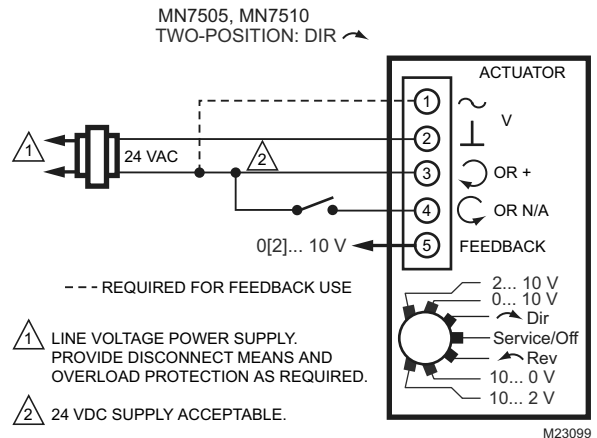 MN7505, MN7510
TWO-POSITION: DIR
ACTUATOR
1
V
1
24 VAC
2
2
3
OR +
4
OR N/A
0[2]... 10 V
5
FEEDBACK
REQUIRED FOR FEEDBACK USE
2... 10 V
0... 10 V
Dir
Service/Off
Rev
10... 0 V
10... 2 V
1 LINE VOLTAGE POWER SUPPLY.
PROVIDE DISCONNECT MEANS AND
OVERLOAD PROTECTION AS REQUIRED.
2 24 VDC SUPPLY ACCEPTABLE.
M23099